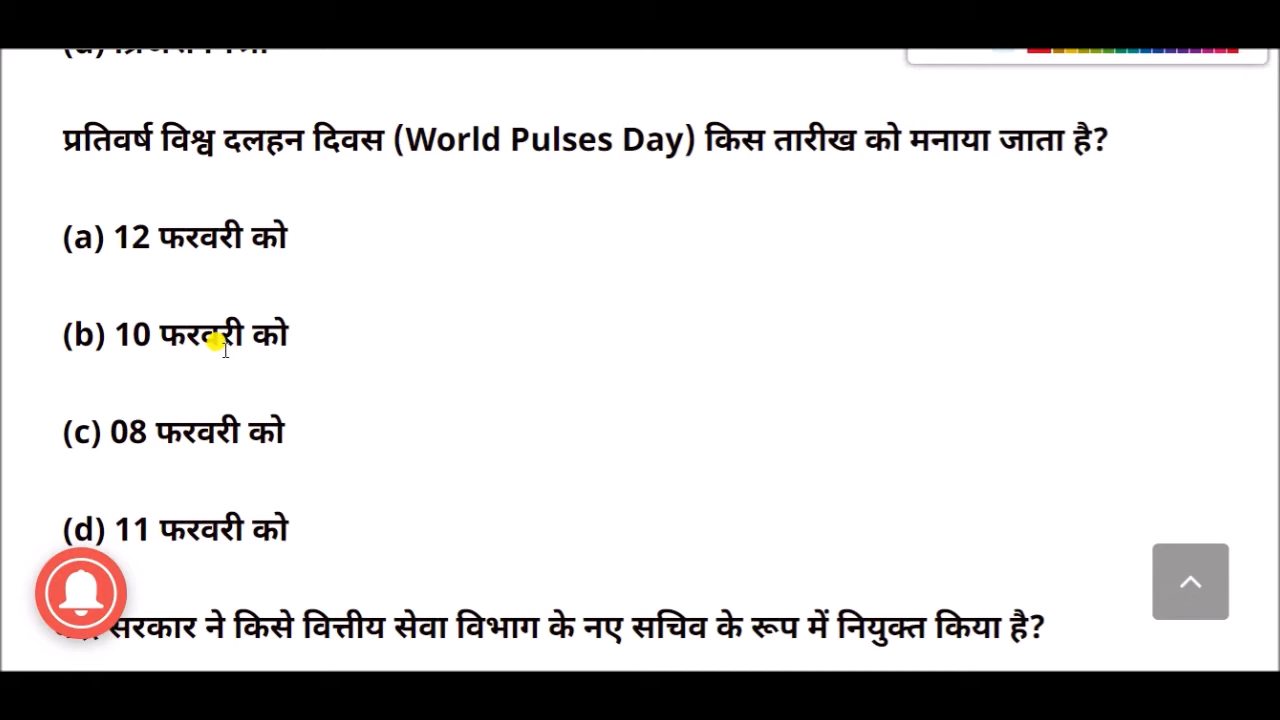 प्रतिवर्ष विश्व दलहन दिवस (World Pulses Day) किस तारीख को मनाया जाता है?
(a) 12 फरवरी को
(b) 10 फरवरी को
(c) 08 फरवरी को
(d) 11 फरवरी को
सरकार ने किसे वित्तीय सेवा विभाग के नए सचिव के रूप में नियुक्त किया है?